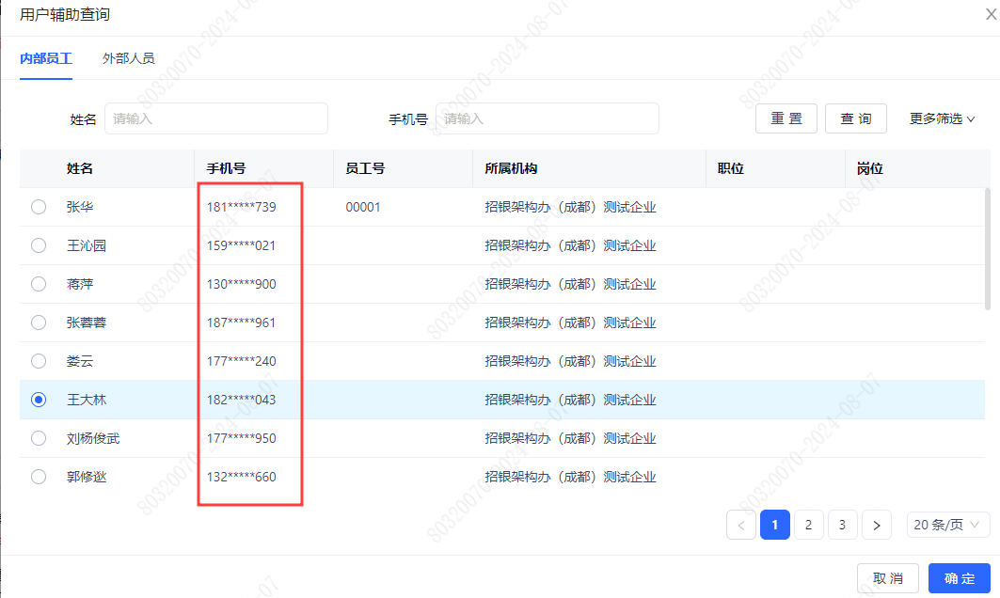 用户辅助查询
内部员工 外部人员
姓名 请输入 手机号 请输入 重置 查询 更多筛选
姓名 手机号 员工号 所属机构 职位 岗位
张华 181*****739 00001 招银架构办（成都）测试企业
王沁园 159*****021 招银架构办（成都）测试企业
蒋萍 130*****900 招银架构办（成都）测试企业
张蓉蓉 187*****961 招银架构办（成都）测试企业
娄云 177*****240 招银架构办（成都）测试企业
王大林 182*****043 招银架构办（成都）测试企业
刘杨俊武 177*****950 招银架构办（成都）测试企业
郭修逖 132*****660 招银架构办（成都）测试企业
< 1 2 3 > 20 条/页
取消 确定
80320070-2024-08-07